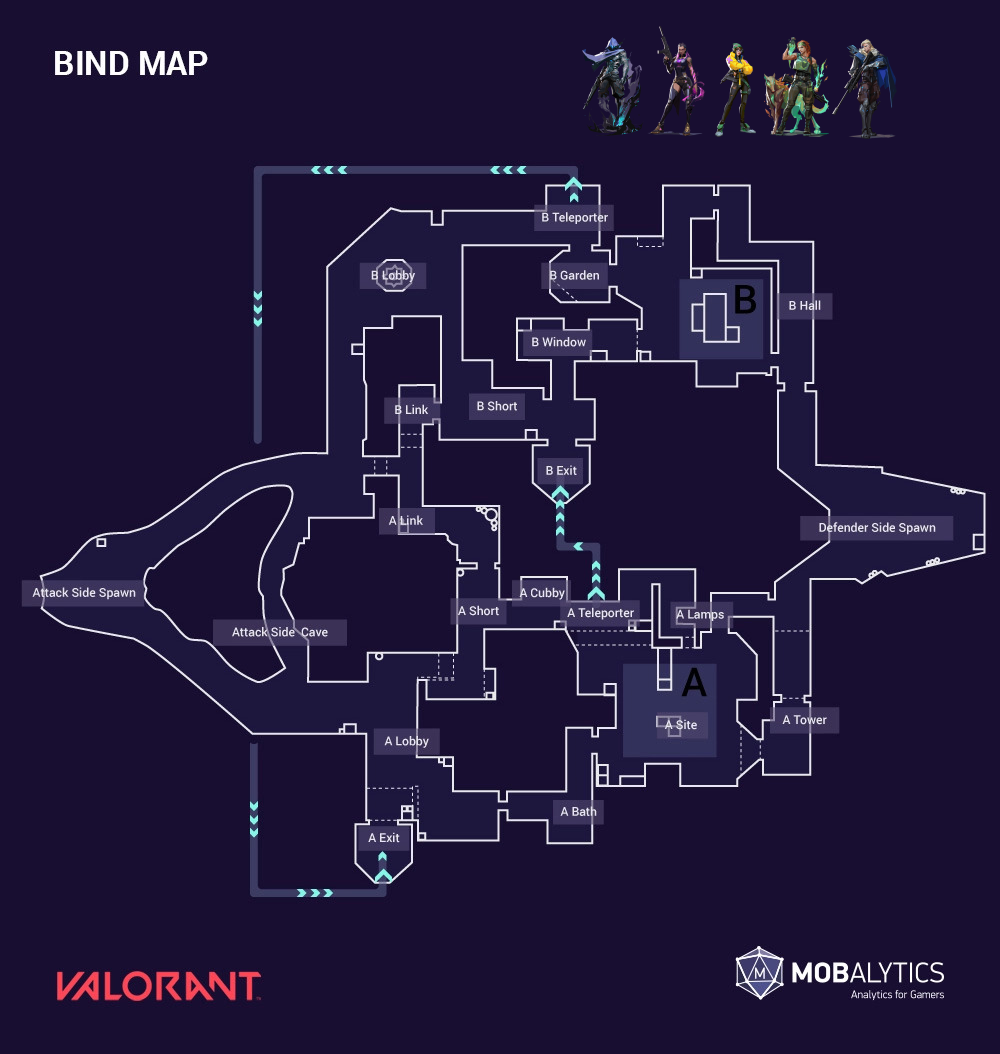 BIND MAP
B Teleporter
B Lobby
B Garden
B
B Hall
B Window
B Link
B Short
B Exit
A Link
Defender Side Spawn
Attack Side Spawn
A Cubby
A Short
A Teleporter
A Lamps
Attack Side Cave
A
A Site
A Tower
A Lobby
A Bath
A Exit
VALORANT
M
MOBALYTICS
Analytics for Gamers